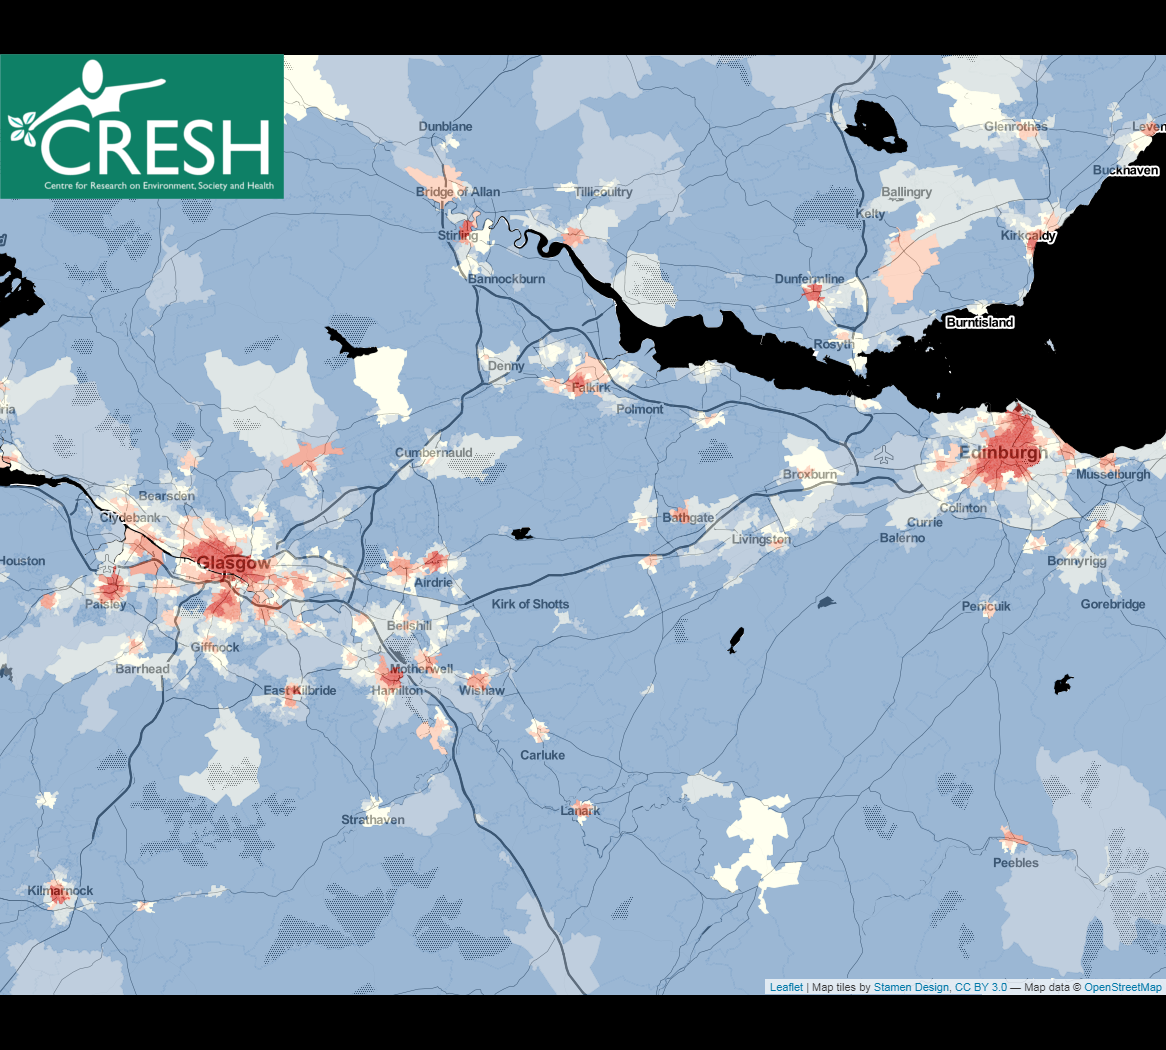 CRESH
Centre for Research on Environment, Society and Health
Dunblane
Glenrothes
Leven
Buckhaven
Bridge of Allan
Tillicoultry
Ballingry
Kelty
Stirling
Kirkcaldy
Bannockburn
Dunfermline
Burntisland
Rosyth
Denny
Falkirk
Polmont
ria
Cumbernauld
Edinburgh
Broxburn
Musselburgh
Bearsden
Clydebank
Bathgate
Colinton
Currie
Livingston
Balerno
Houston
Glasgow
Airdrie
Bonnyrigg
Paisley
Kirk of Shotts
Penicuik
Gorebridge
Bellshill
Giffnock
Barrhead
Motherwell
East Kilbride
Hamilton
Wishaw
Carluke
Lanark
Strathaven
Peebles
Kilmarnock
Leaflet | Map tiles by Stamen Design, CC BY 3.0 — Map data © OpenStreetMap